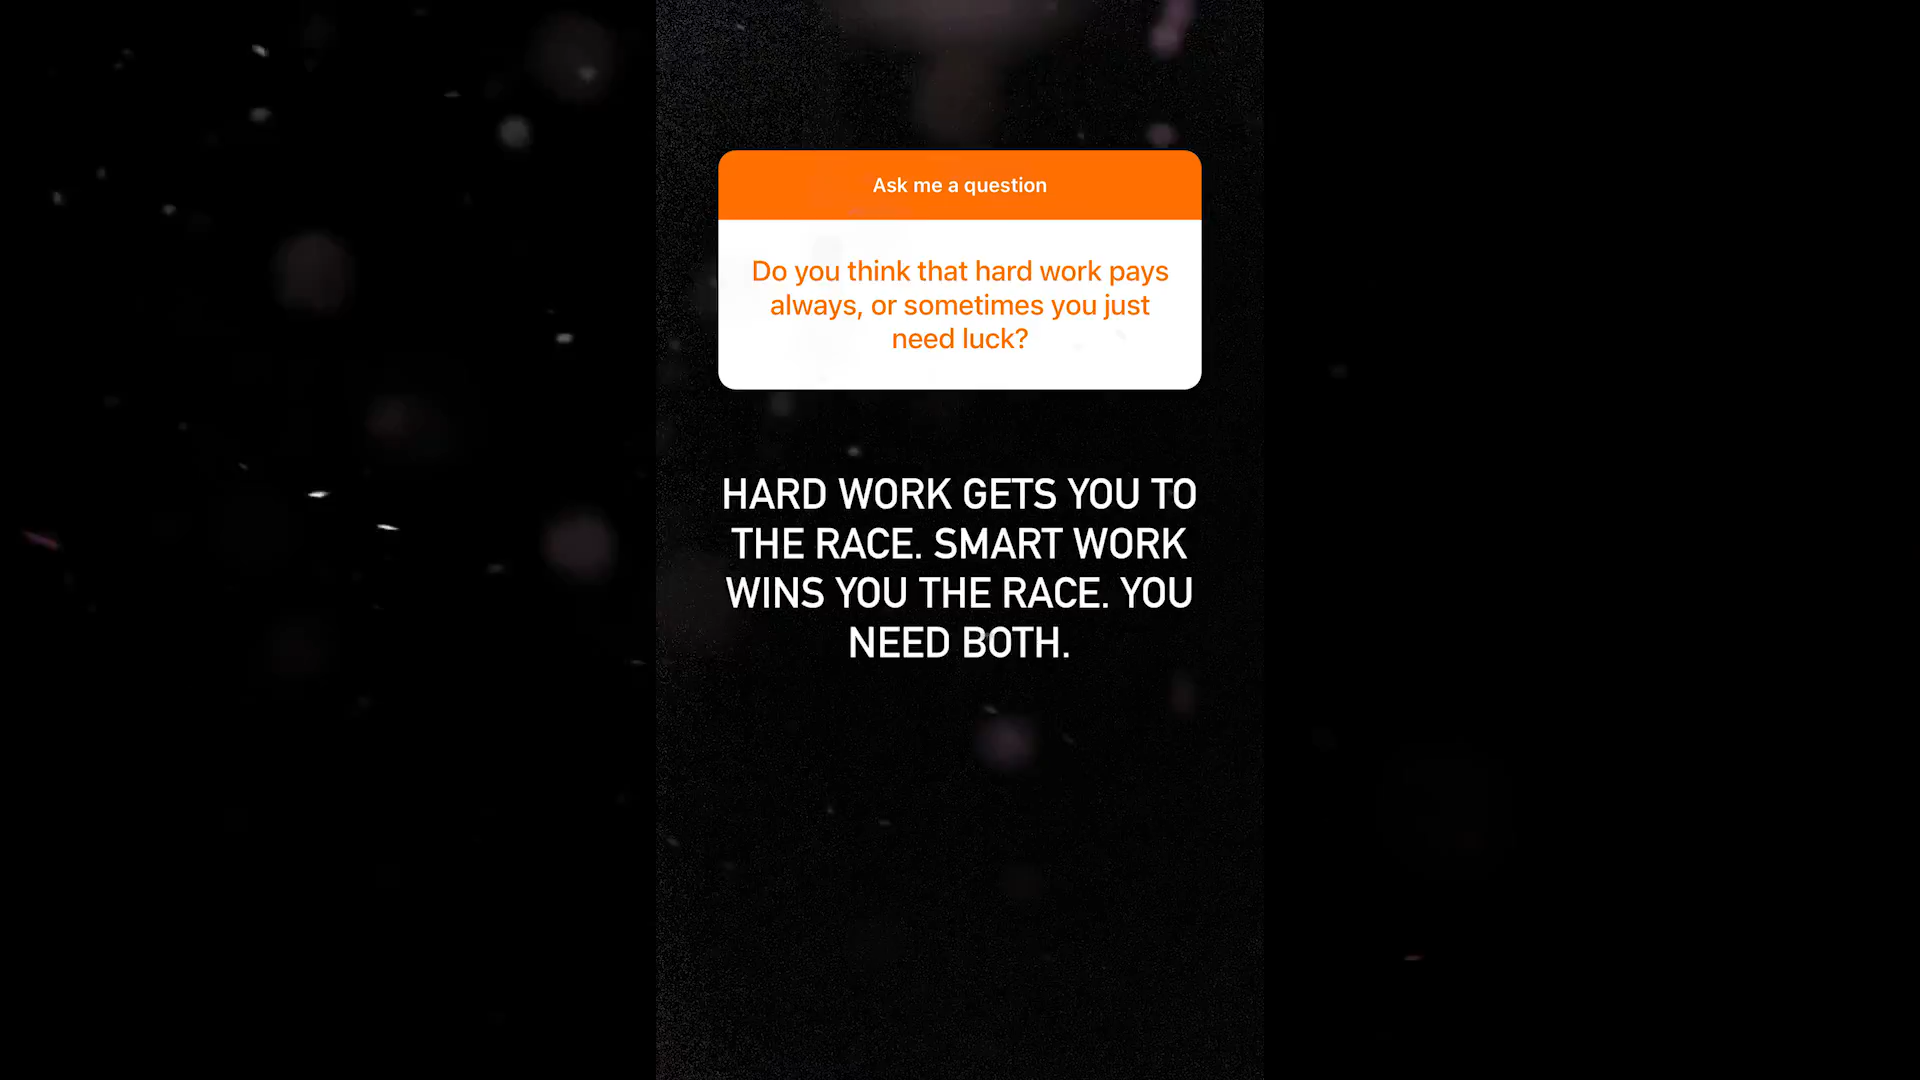 Ask me a question
Do you think that hard work pays
always, or sometimes you just
need luck?
HARD WORK GETS YOU TO
THE RACE. SMART WORK
WINS YOU THE RACE. YOU
NEED BOTH.